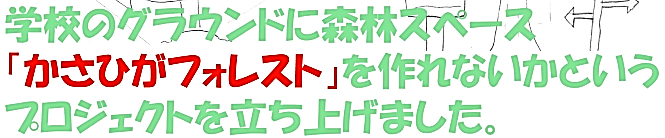 学校のグラウンドに森林スペース
「かさひがフォレスト」を作れないかという
プロジェクトを立ち上げました。